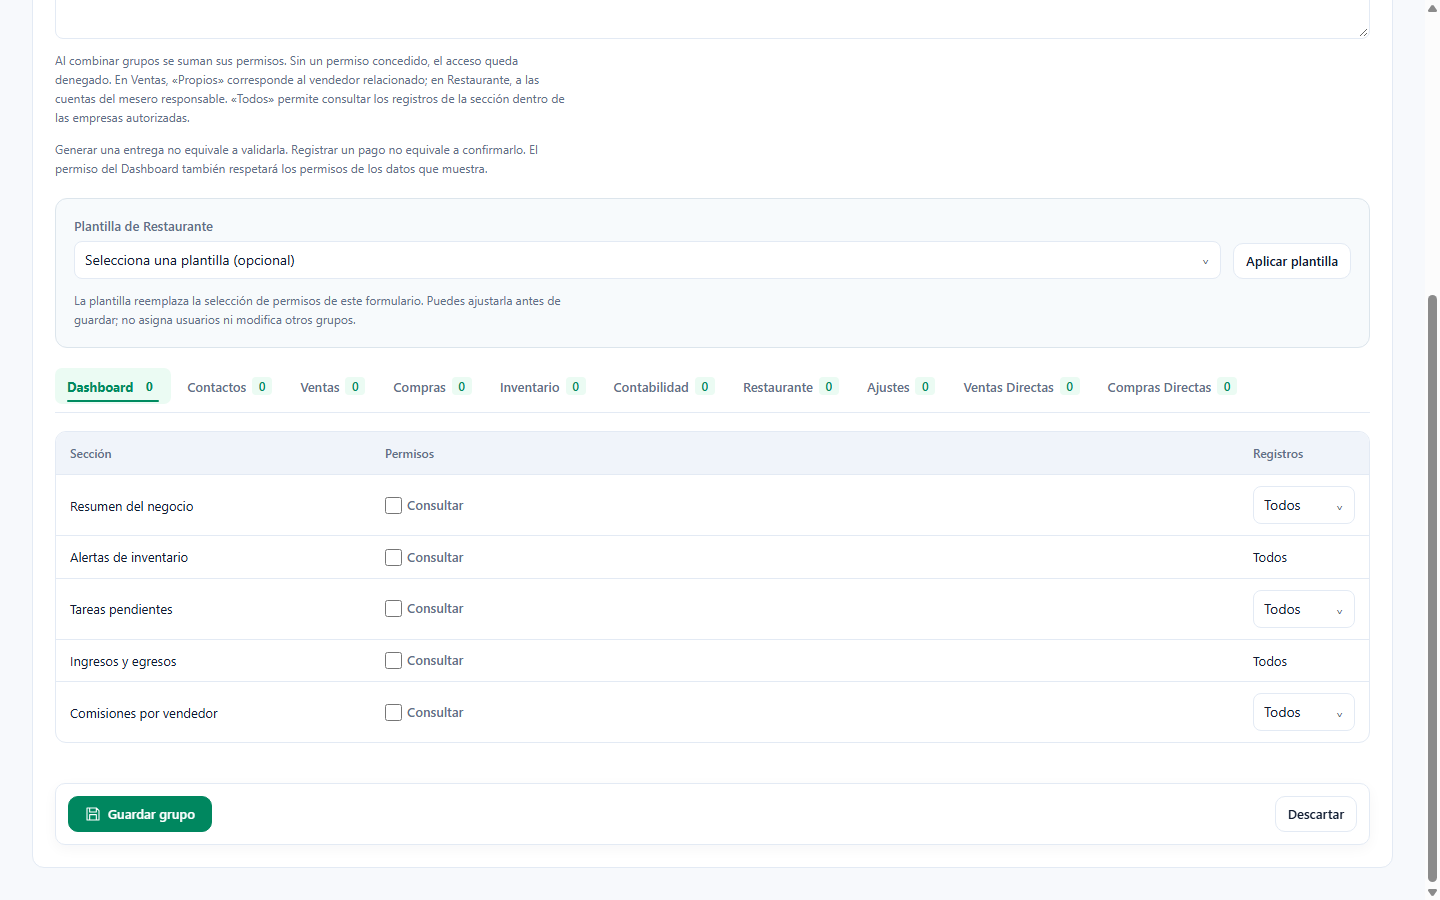 Al combinar grupos se suman sus permisos. Sin un permiso concedido, el acceso queda
denegado. En Ventas, «Propios» corresponde al vendedor relacionado; en Restaurante, a las
cuentas del mesero responsable. «Todos» permite consultar los registros de la sección dentro de
las empresas autorizadas.
Generar una entrega no equivale a validarla. Registrar un pago no equivale a confirmarlo. El
permiso del Dashboard también respetará los permisos de los datos que muestra.
Plantilla de Restaurante
Selecciona una plantilla (opcional)
Aplicar plantilla
La plantilla reemplaza la selección de permisos de este formulario. Puedes ajustarla antes de
guardar; no asigna usuarios ni modifica otros grupos.
Dashboard 0 Contactos 0 Ventas 0 Compras 0 Inventario 0 Contabilidad 0 Restaurante 0 Ajustes 0 Ventas Directas 0 Compras Directas 0
Sección Permisos Registros
Resumen del negocio Consultar Todos
Alertas de inventario Consultar Todos
Tareas pendientes Consultar Todos
Ingresos y egresos Consultar Todos
Comisiones por vendedor Consultar Todos
Guardar grupo Descartar